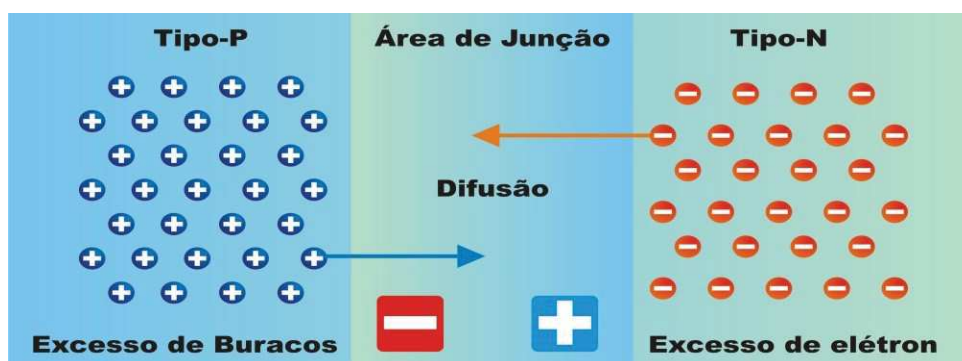 Tipo-P
Área de Junção
Tipo-N
Difusão
Excesso de Buracos
Excesso de elétron